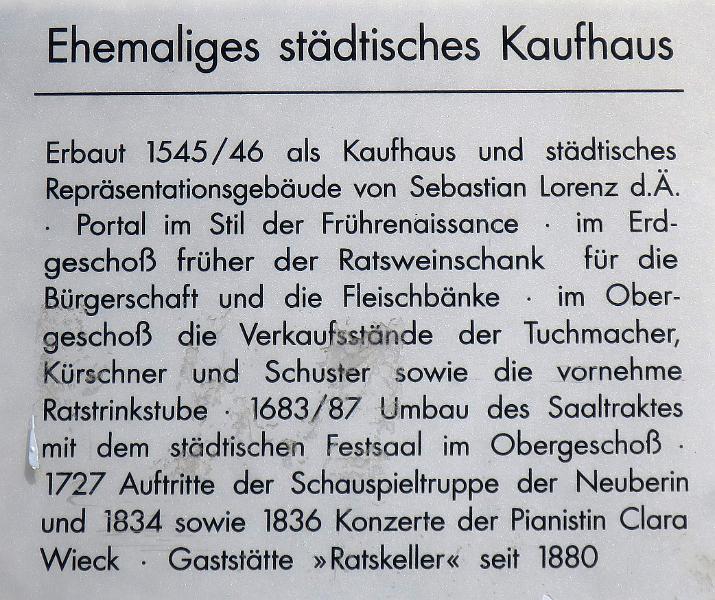 Ehemaliges städtisches Kaufhaus
Erbaut 1545/46 als Kaufhaus und städtisches
Repräsentationsgebäude von Sebastian Lorenz d.Ä.
· Portal im Stil der Frührenaissance · im Erd-
geschoß früher der Ratsweinschank für die
Bürgerschaft und die Fleischbänke · im Ober-
geschoß die Verkaufsstände der Tuchmacher,
Kürschner und Schuster sowie die vornehme
Ratstrinkstube · 1683/87 Umbau des Saaltraktes
mit dem städtischen Festsaal im Obergeschoß ·
1727 Auftritte der Schauspieltruppe der Neuberin
und 1834 sowie 1836 Konzerte der Pianistin Clara
Wieck · Gaststätte »Ratskeller« seit 1880